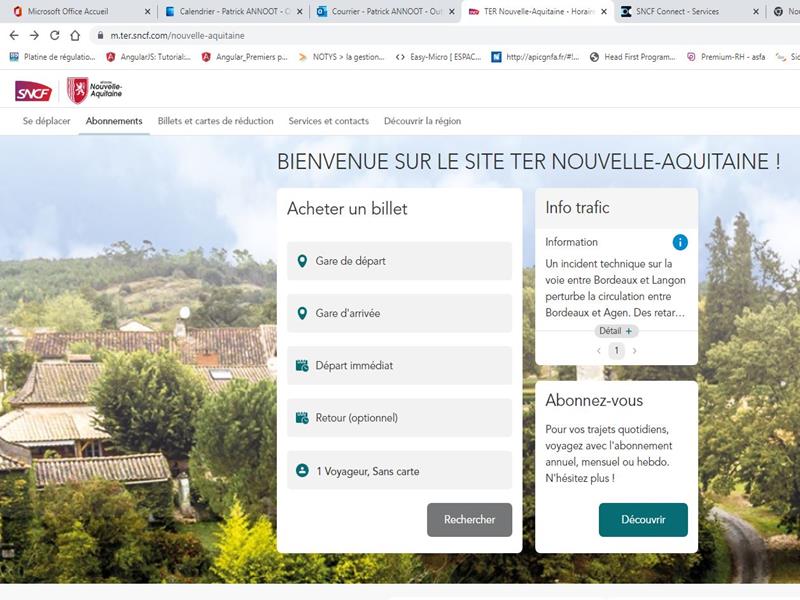 Microsoft Office Accueil
Calendrier - Patrick ANNOOT - O
Courrier - Patrick ANNOOT - Out
TER Nouvelle-Aquitaine - Horair
SNCF Connect - Services
Nouv
m.ter.sncf.com/nouvelle-aquitaine
Platine de régulatio...
AngularJS: Tutorial:...
Angular_Premiers p...
NOTYS > la gestion...
Easy-Micro [ ESPAC...
http://apicgnfa.fr/#!...
Head First Program...
Premium-RH - asfa
Sic
SNCF
RÉGION
Nouvelle-
Aquitaine
Se déplacer
Abonnements
Billets et cartes de réduction
Services et contacts
Découvrir la région
BIENVENUE SUR LE SITE TER NOUVELLE-AQUITAINE !
Acheter un billet
Gare de départ
Gare d'arrivée
Départ immédiat
Retour (optionnel)
1 Voyageur, Sans carte
Rechercher
Info trafic
Information
Un incident technique sur la
voie entre Bordeaux et Langon
perturbe la circulation entre
Bordeaux et Agen. Des retar...
Détail +
1
Abonnez-vous
Pour vos trajets quotidiens,
voyagez avec l'abonnement
annuel, mensuel ou hebdo.
N'hésitez plus !
Découvrir